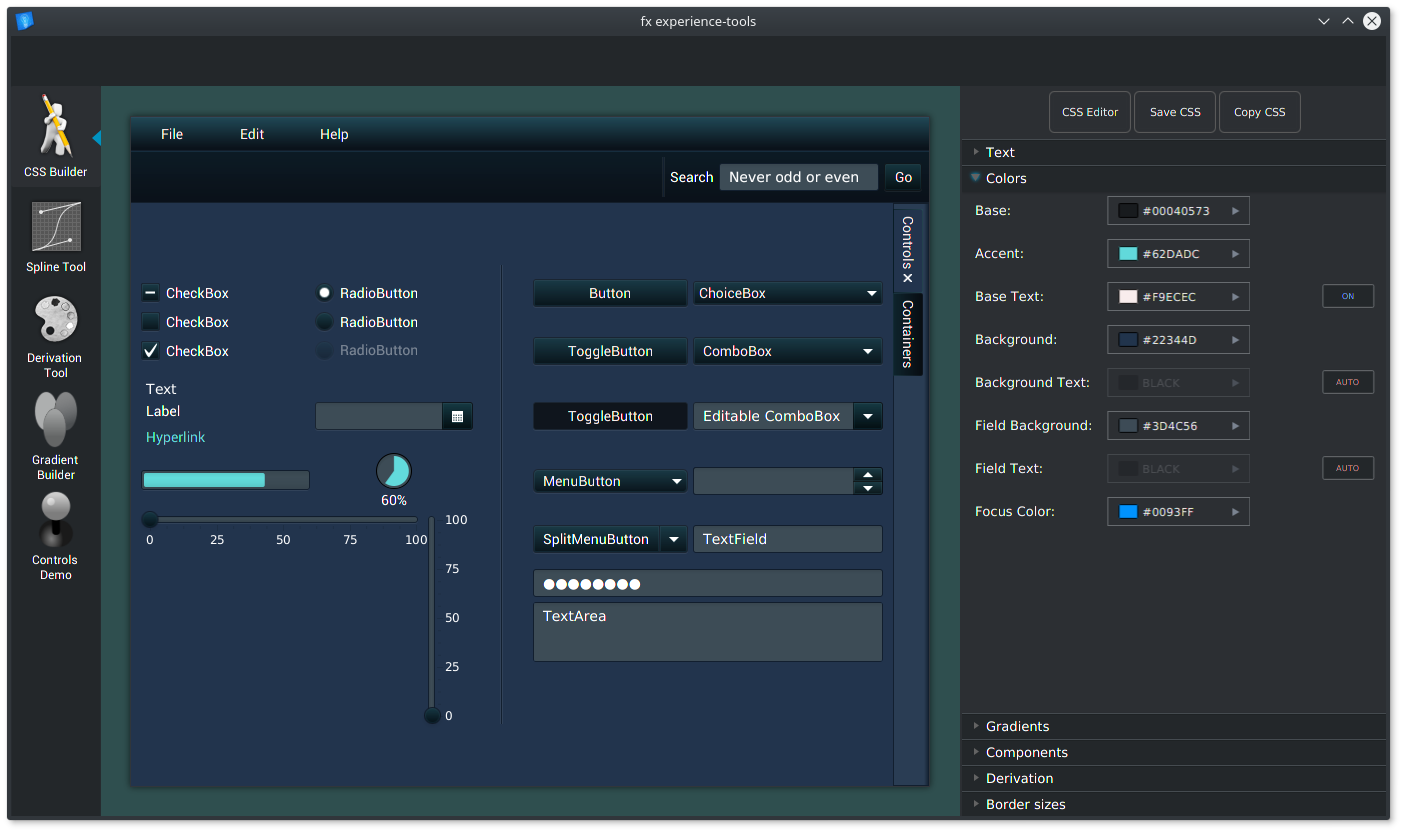 fx experience-tools
CSS Builder
Spline Tool
Derivation
Tool
Gradient
Builder
Controls
Demo
File Edit Help
Search Never odd or even Go
Controls
Containers
CheckBox RadioButton
CheckBox RadioButton
CheckBox RadioButton
Text
Label
Hyperlink
60%
0 25 50 75 100
100
75
50
25
0
Button ChoiceBox
ToggleButton ComboBox
ToggleButton Editable ComboBox
MenuButton
SplitMenuButton TextField
TextArea
CSS Editor Save CSS Copy CSS
Text
Colors
Base: #00040573
Accent: #62DADC
Base Text: #F9ECEC ON
Background: #22344D
Background Text: BLACK AUTO
Field Background: #3D4C56
Field Text: BLACK AUTO
Focus Color: #0093FF
Gradients
Components
Derivation
Border sizes